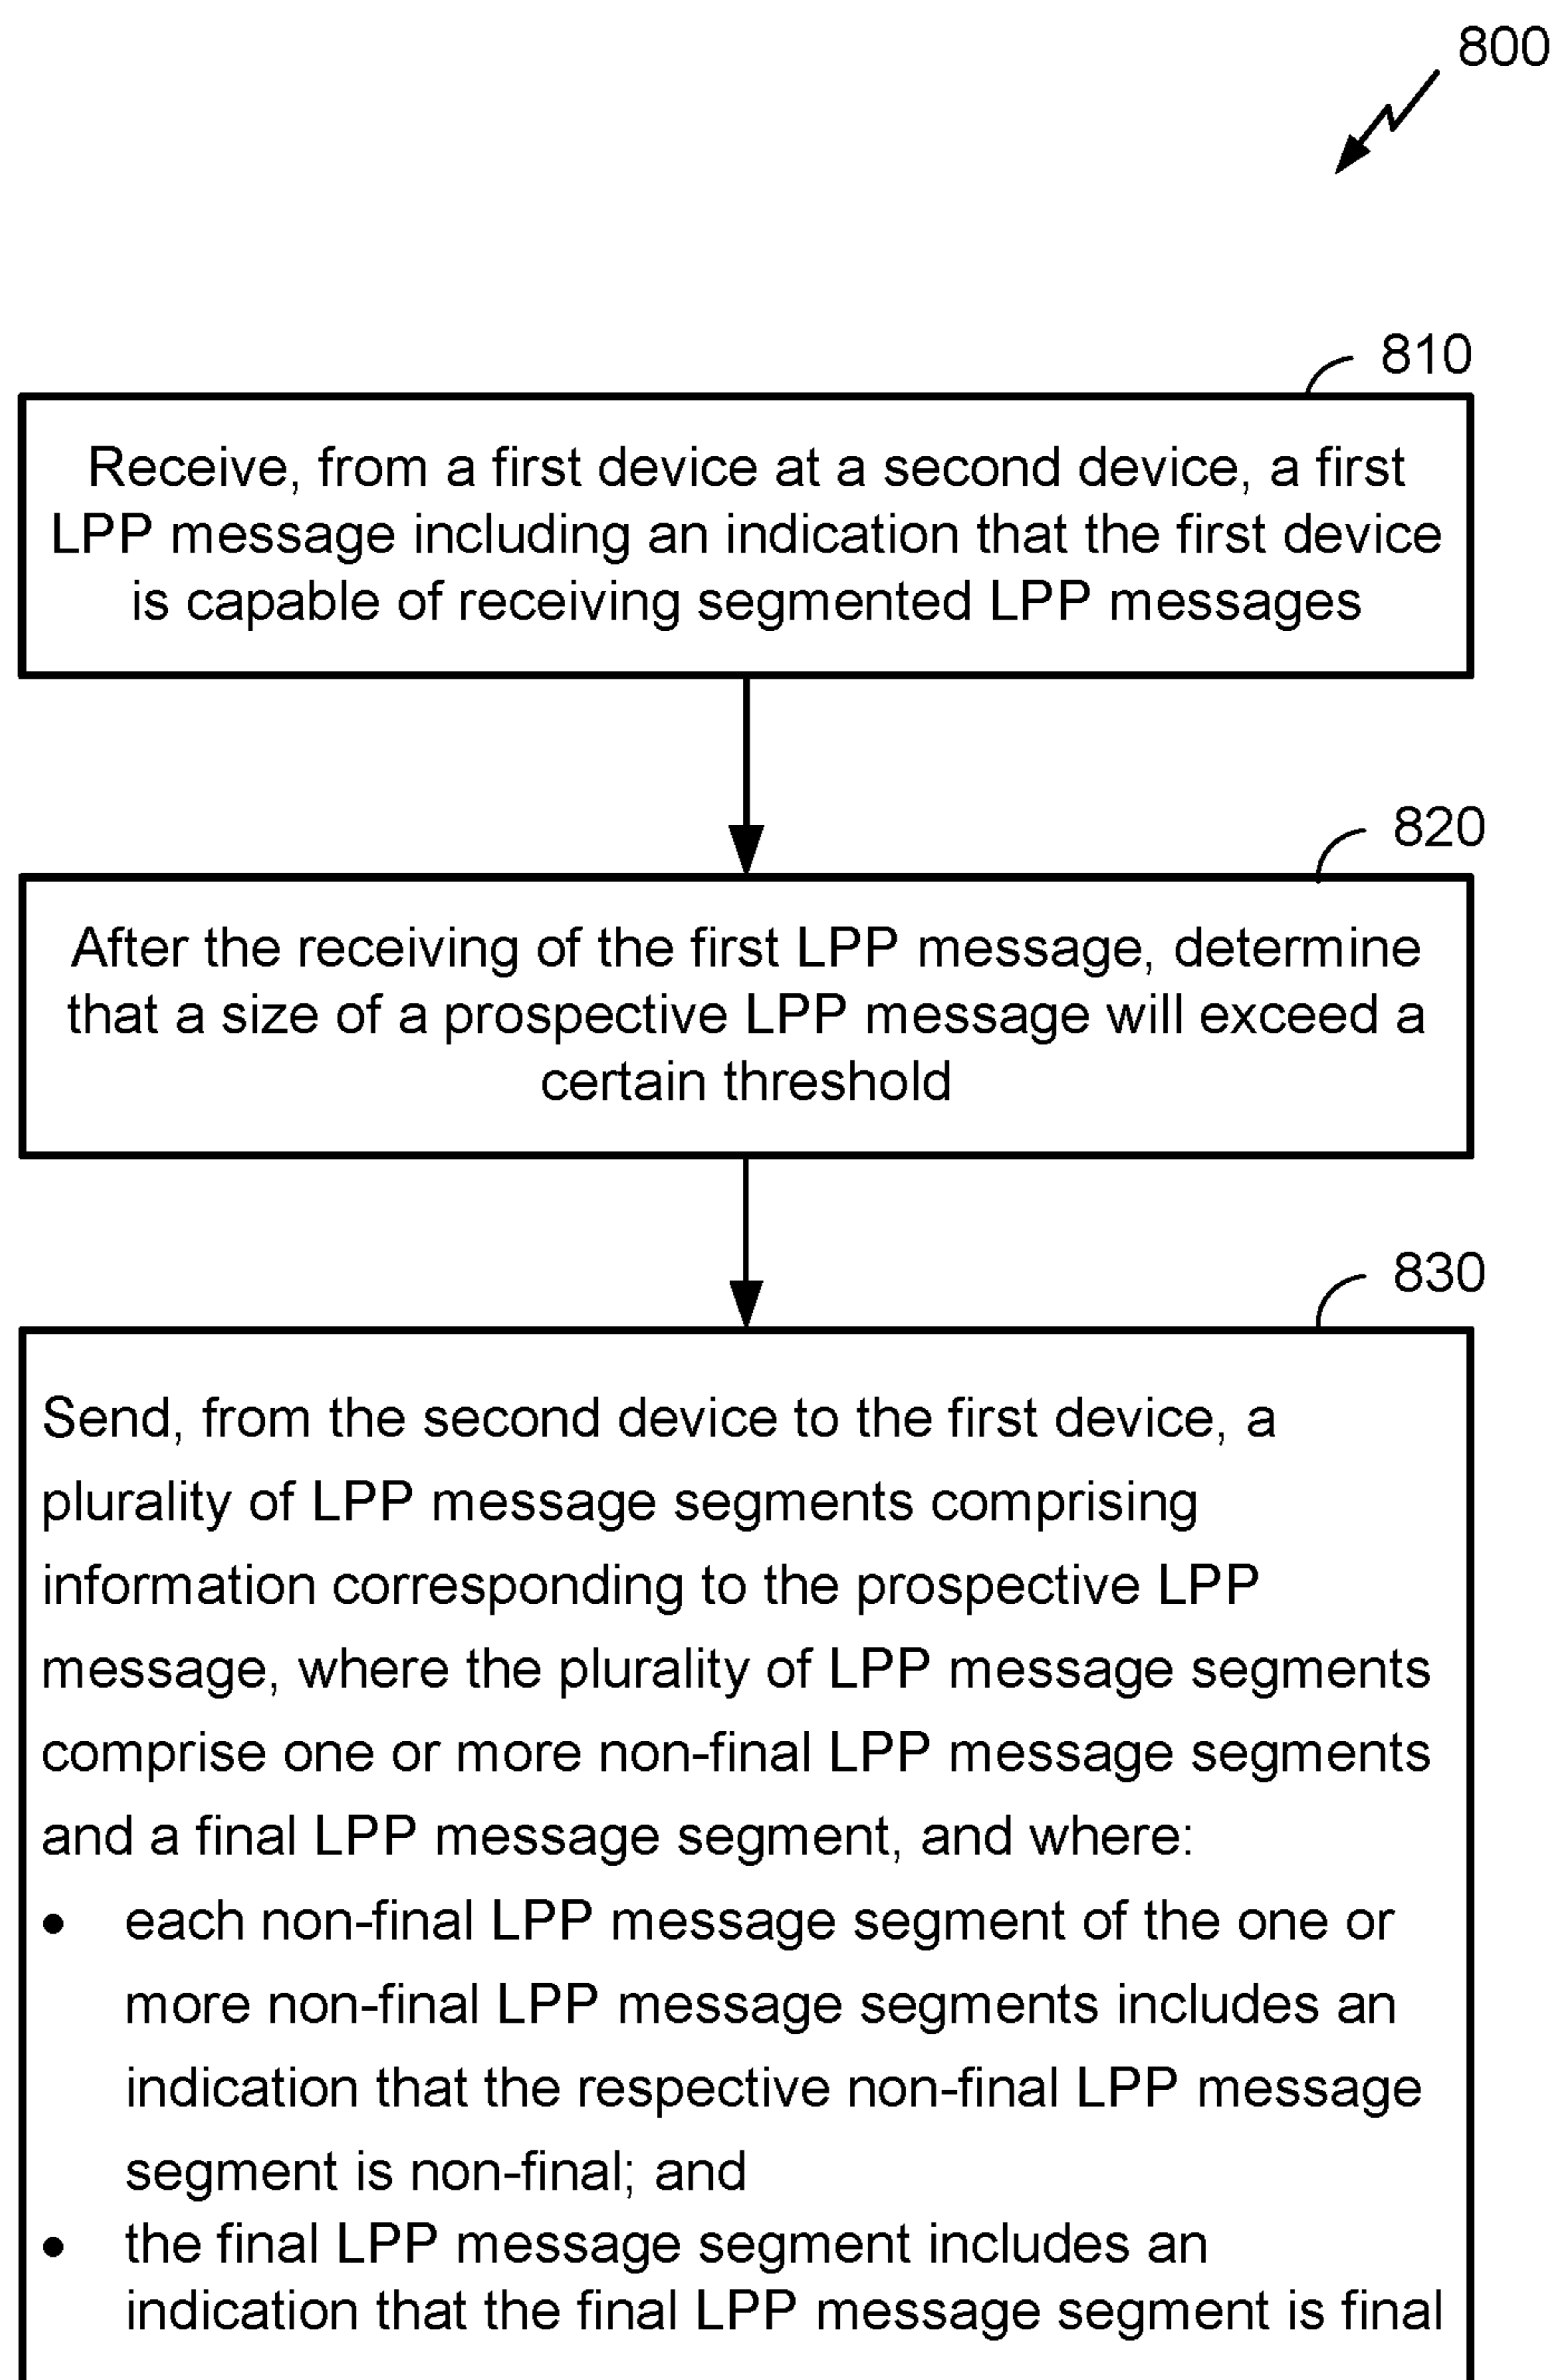 800
810
Receive, from a first device at a second device, a first
LPP message including an indication that the first device
is capable of receiving segmented LPP messages
820
After the receiving of the first LPP message, determine
that a size of a prospective LPP message will exceed a
certain threshold
830
Send, from the second device to the first device, a
plurality of LPP message segments comprising
information corresponding to the prospective LPP
message, where the plurality of LPP message segments
comprise one or more non-final LPP message segments
and a final LPP message segment, and where:
• each non-final LPP message segment of the one or
more non-final LPP message segments includes an
indication that the respective non-final LPP message
segment is non-final; and
• the final LPP message segment includes an
indication that the final LPP message segment is final